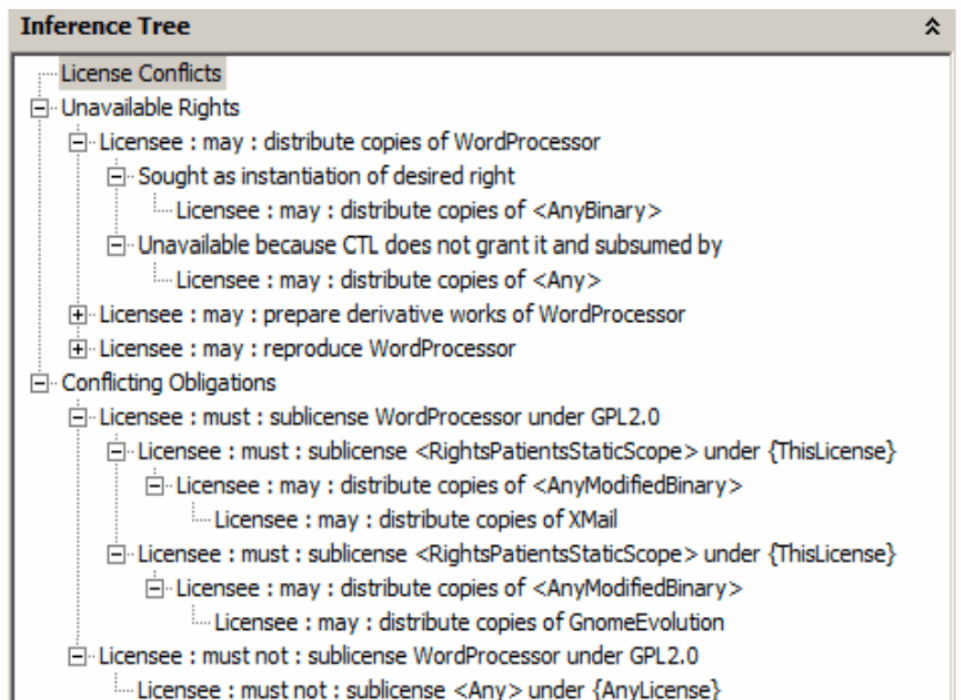 Inference Tree
License Conflicts
Unavailable Rights
Licensee : may : distribute copies of WordProcessor
Sought as instantiation of desired right
Licensee : may : distribute copies of <AnyBinary>
Unavailable because CTL does not grant it and subsumed by
Licensee : may : distribute copies of <Any>
Licensee : may : prepare derivative works of WordProcessor
Licensee : may : reproduce WordProcessor
Conflicting Obligations
Licensee : must : sublicense WordProcessor under GPL2.0
Licensee : must : sublicense <RightsPatientsStaticScope> under {ThisLicense}
Licensee : may : distribute copies of <AnyModifiedBinary>
Licensee : may : distribute copies of XMail
Licensee : must : sublicense <RightsPatientsStaticScope> under {ThisLicense}
Licensee : may : distribute copies of <AnyModifiedBinary>
Licensee : may : distribute copies of GnomeEvolution
Licensee : must not : sublicense WordProcessor under GPL2.0
Licensee : must not : sublicense <Any> under {AnyLicense}